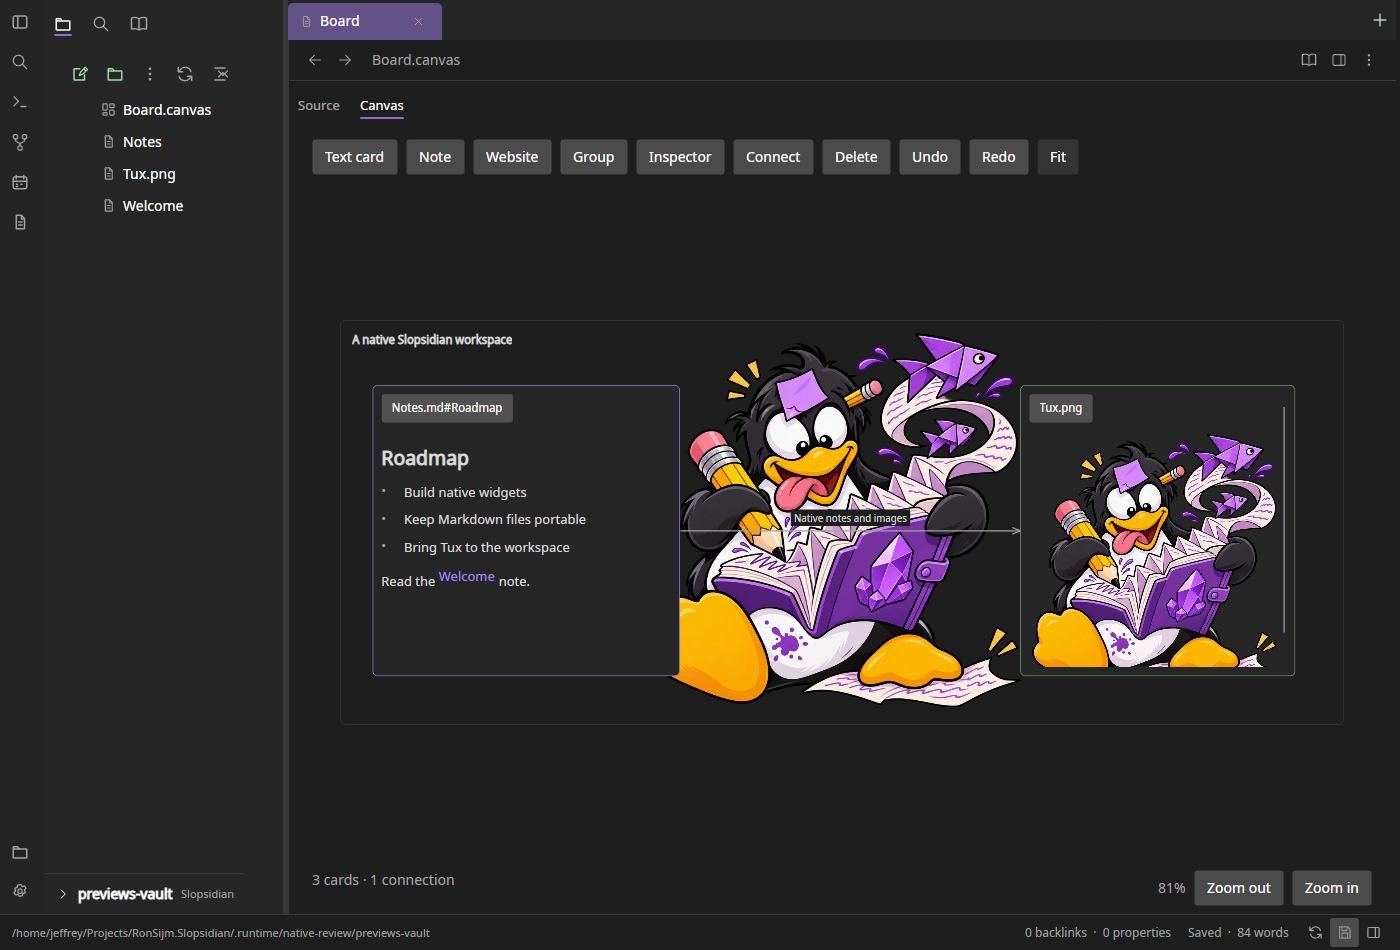 Board
Board.canvas
Source
Canvas
Text card
Note
Website
Group
Inspector
Connect
Delete
Undo
Redo
Fit
Board.canvas
Notes
Tux.png
Welcome
A native Slopsidian workspace
Notes.md#Roadmap
Roadmap
• Build native widgets
• Keep Markdown files portable
• Bring Tux to the workspace
Read the Welcome note.
Native notes and images
Tux.png
3 cards · 1 connection
81%
Zoom out
Zoom in
previews-vault Slopsidian
/home/jeffrey/Projects/RonSijm.Slopsidian/.runtime/native-review/previews-vault
0 backlinks · 0 properties
Saved · 84 words